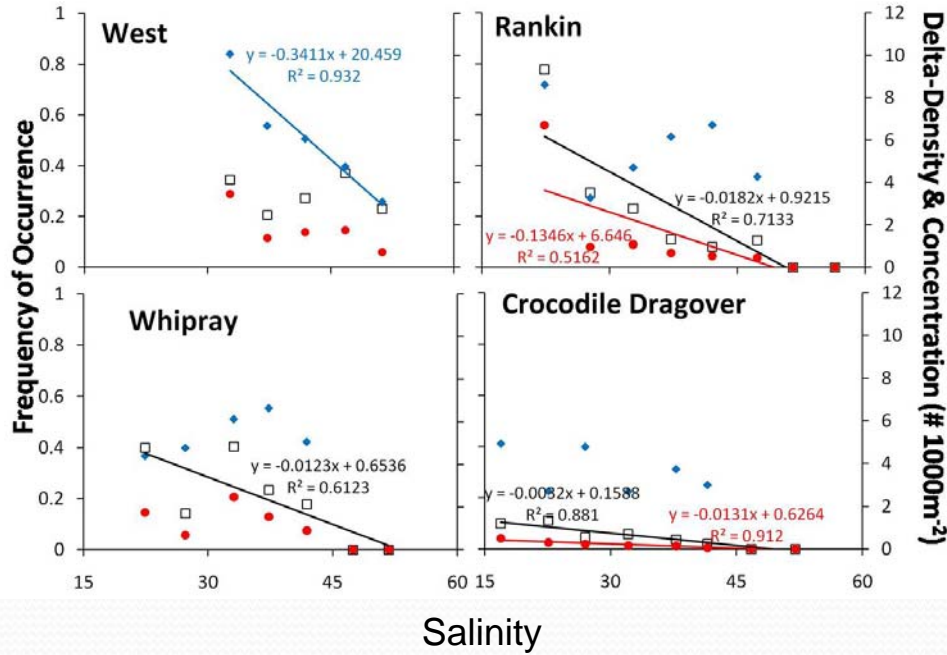 Frequency of Occurrence
Delta-Density & Concentration (# 1000m⁻²)
West
1
0.8
0.6
0.4
0.2
0
y = -0.3411x + 20.459
R² = 0.932
Rankin
12
10
8
6
4
2
0
y = -0.0182x + 0.9215
R² = 0.7133
y = -0.1346x + 6.646
R² = 0.5162
Whipray
1
0.8
0.6
0.4
0.2
0
y = -0.0123x + 0.6536
R² = 0.6123
15
30
45
60
Crocodile Dragover
12
10
8
6
4
2
0
y = -0.0032x + 0.1588
R² = 0.881
y = -0.0131x + 0.6264
R² = 0.912
15
30
45
60
Salinity